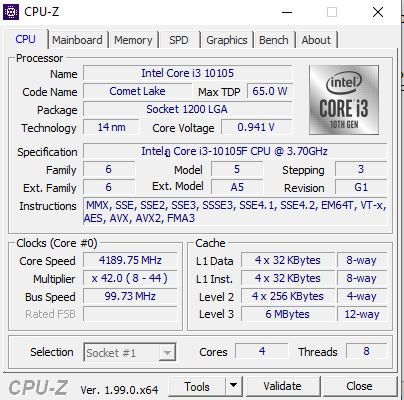 CPU-Z
CPU Mainboard Memory SPD Graphics Bench About
Processor
Name Intel Core i3 10105
Code Name Comet Lake Max TDP 65.0 W
Package Socket 1200 LGA
Technology 14 nm Core Voltage 0.941 V
intel
CORE i3
10TH GEN
Specification Intelฎ Core i3-10105F CPU @ 3.70GHz
Family 6 Model 5 Stepping 3
Ext. Family 6 Ext. Model A5 Revision G1
Instructions MMX, SSE, SSE2, SSE3, SSSE3, SSE4.1, SSE4.2, EM64T, VT-x,
AES, AVX, AVX2, FMA3
Clocks (Core #0)
Core Speed 4189.75 MHz
Multiplier x 42.0 ( 8 - 44 )
Bus Speed 99.73 MHz
Rated FSB
Cache
L1 Data 4 x 32 KBytes 8-way
L1 Inst. 4 x 32 KBytes 8-way
Level 2 4 x 256 KBytes 4-way
Level 3 6 MBytes 12-way
Selection Socket #1 Cores 4 Threads 8
CPU-Z Ver. 1.99.0.x64 Tools Validate Close